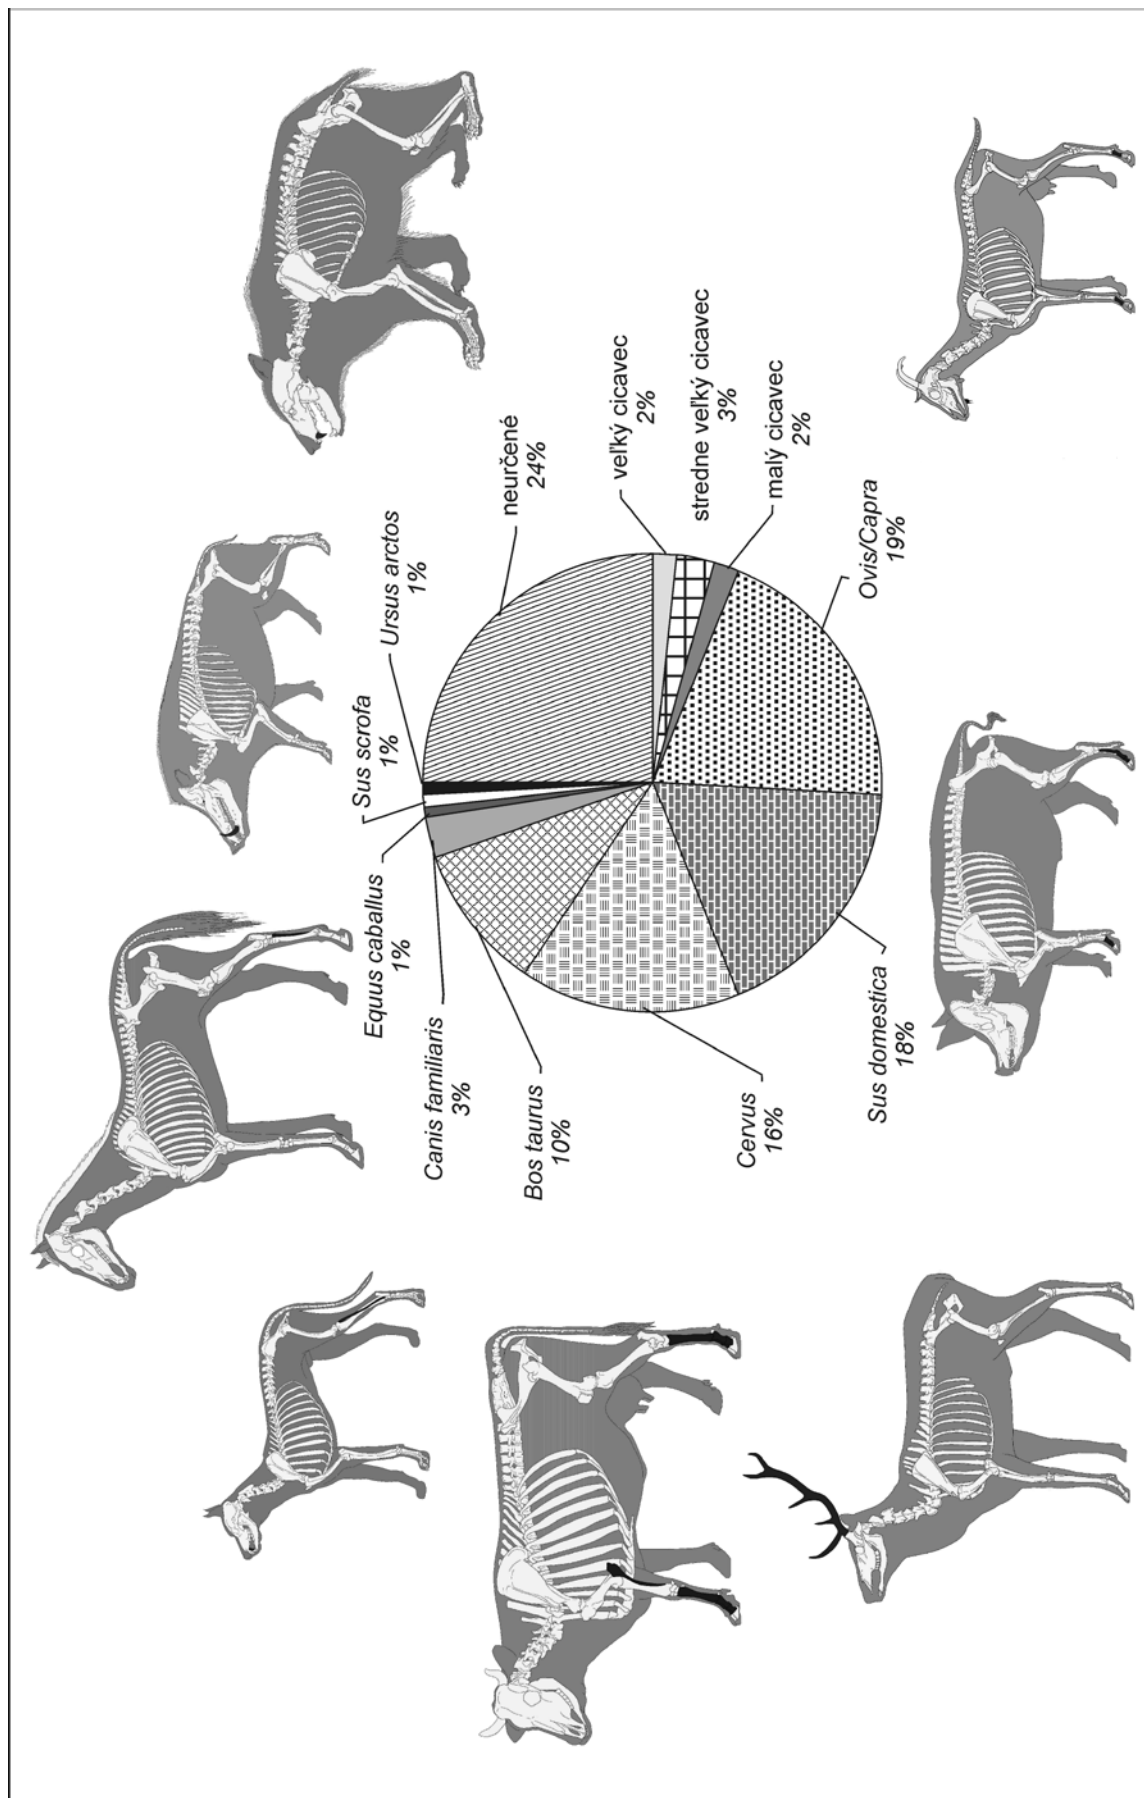 Sus scrofa
1%
Equus caballus
1%
Ursus arctos
1%
Canis familiaris
3%
neurčené
24%
Bos taurus
10%
veľký cicavec
2%
stredne veľký cicavec
3%
Cervus
16%
malý cicavec
2%
Ovis/Capra
19%
Sus domestica
18%